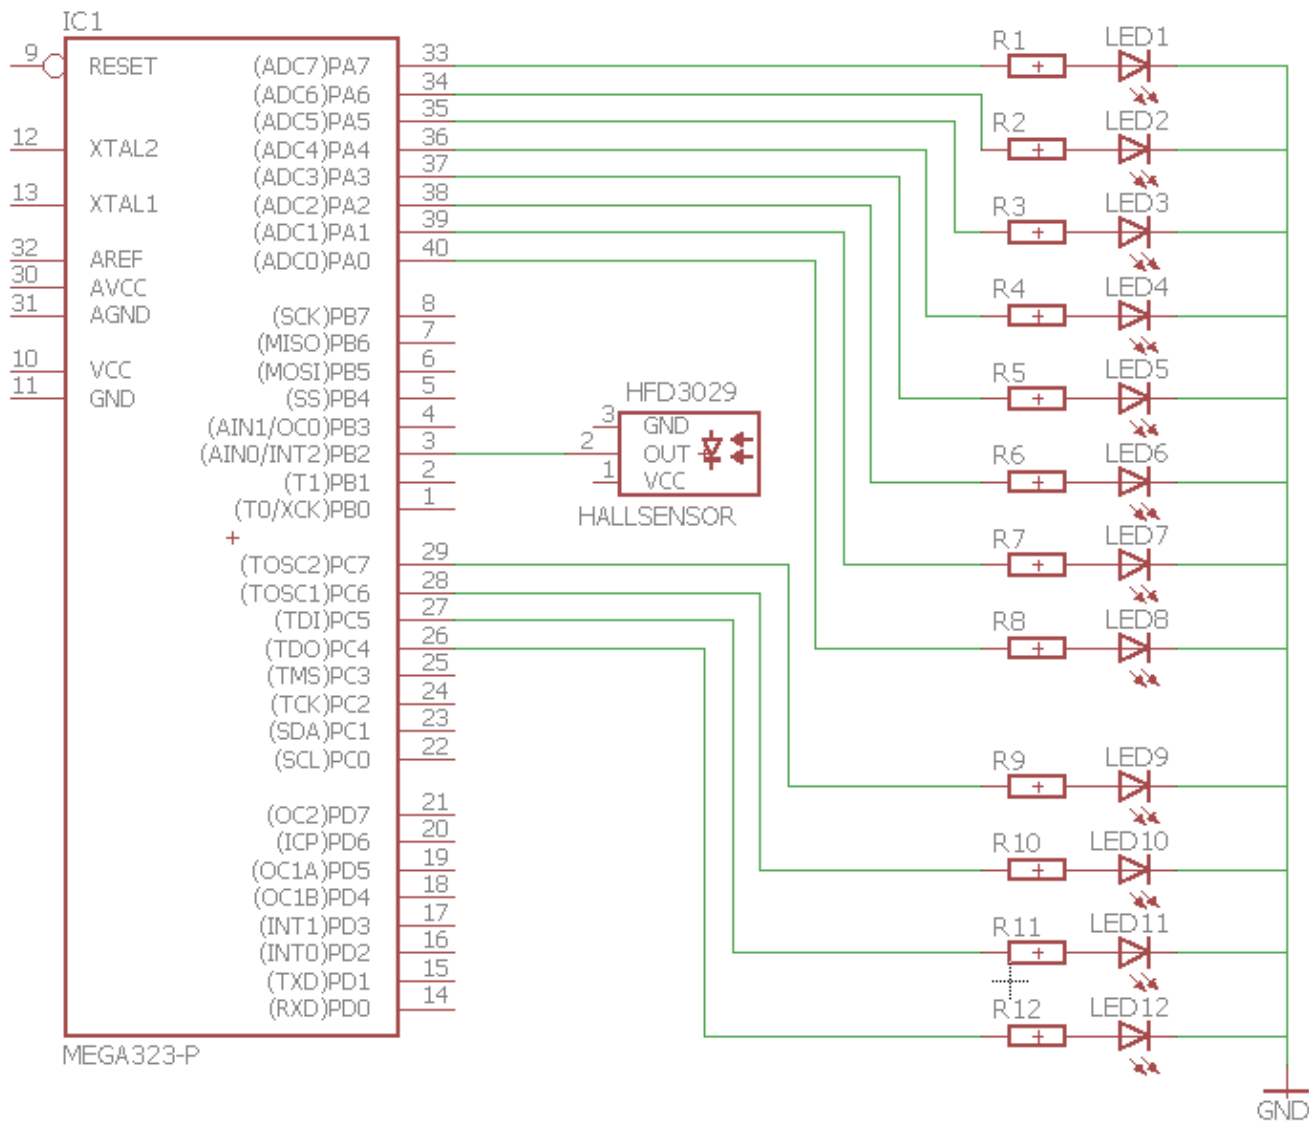 IC1
9 RESET (ADC7)PA7 33 R1 LED1
(ADC6)PA6 34
(ADC5)PA5 35
12 XTAL2 (ADC4)PA4 36 R2 LED2
(ADC3)PA3 37
13 XTAL1 (ADC2)PA2 38
(ADC1)PA1 39 R3 LED3
32 AREF (ADC0)PA0 40
30 AVCC
31 AGND (SCK)PB7 8 R4 LED4
(MISO)PB6 7
10 VCC (MOSI)PB5 6
11 GND (SS)PB4 5 R5 LED5
HFD3029
(AIN1/OC0)PB3 4 3 GND
(AIN0/INT2)PB2 3 2 OUT
(T1)PB1 2 1 VCC R6 LED6
(T0/XCK)PB0 1 HALLSENSOR
(TOSC2)PC7 29 R7 LED7
(TOSC1)PC6 28
(TDI)PC5 27
(TDO)PC4 26 R8 LED8
(TMS)PC3 25
(TCK)PC2 24
(SDA)PC1 23
(SCL)PC0 22
R9 LED9
(OC2)PD7 21
(ICP)PD6 20
(OC1A)PD5 19 R10 LED10
(OC1B)PD4 18
(INT1)PD3 17
(INT0)PD2 16 R11 LED11
(TXD)PD1 15
(RXD)PD0 14
R12 LED12
MEGA323-P
GND